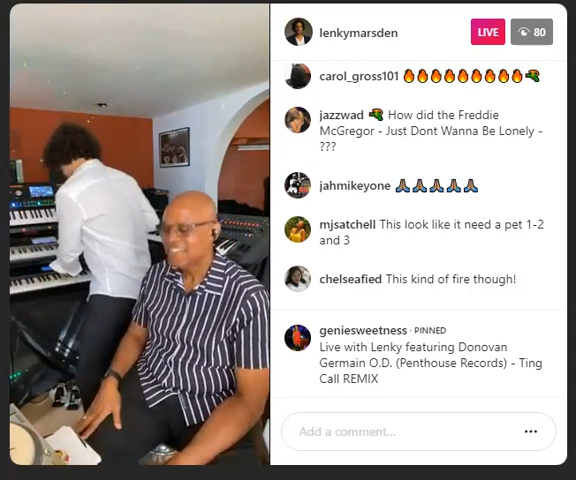 lenkymarsden
LIVE
80
carol_gross101 🔥🔥🔥🔥🔥🔥🔥🔥🔥🔫
jazzwad 🔫 How did the Freddie
McGregor - Just Dont Wanna Be Lonely -
???
jahmikeyone 🙏🏽🙏🏽🙏🏽🙏🏽🙏🏽
mjsatchell This look like it need a pet 1-2
and 3
chelseafied This kind of fire though!
geniesweetness · PINNED
Live with Lenky featuring Donovan
Germain O.D. (Penthouse Records) - Ting
Call REMIX
Add a comment...